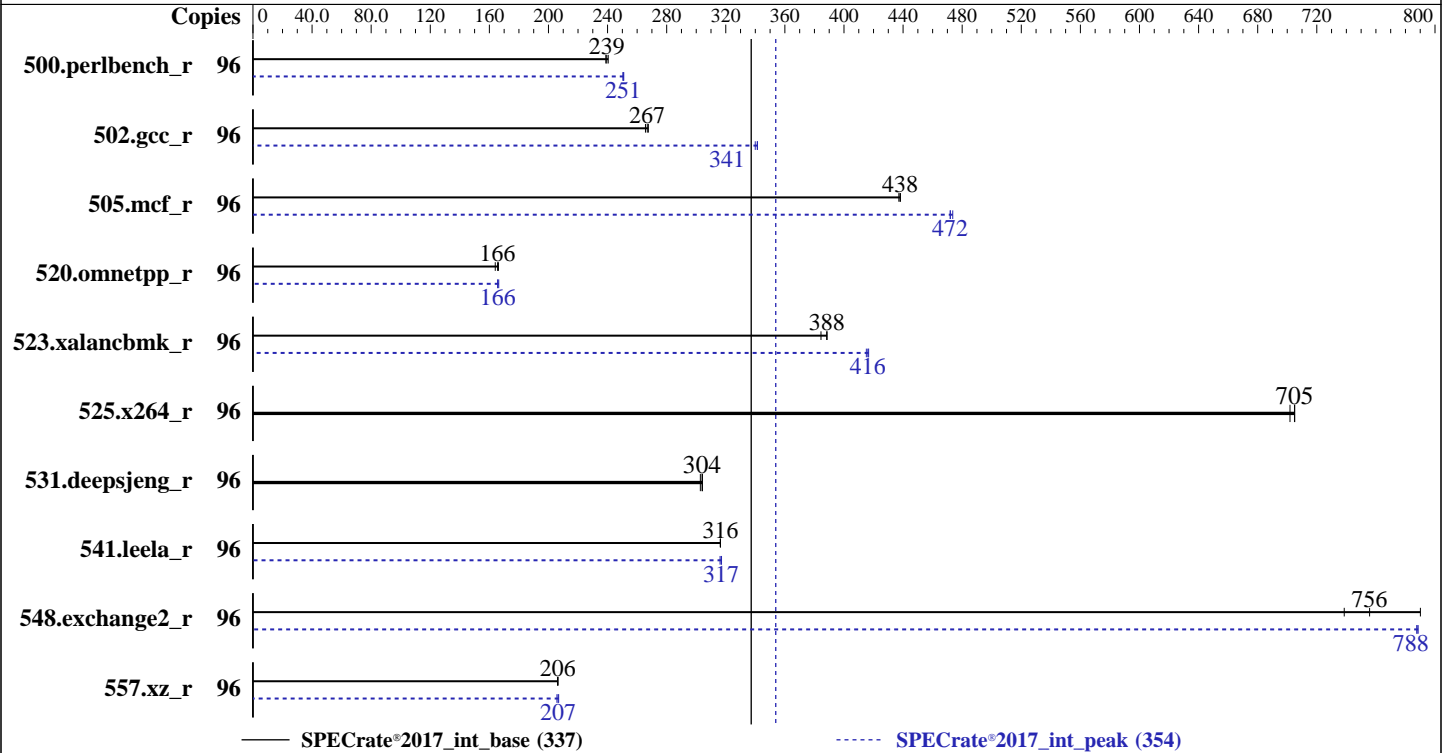 Copies 0 40.0 80.0 120 160 200 240 280 320 360 400 440 480 520 560 600 640 680 720 800
239
500.perlbench_r 96
251
267
502.gcc_r 96
341
438
505.mcf_r 96
472
166
520.omnetpp_r 96
166
388
523.xalancbmk_r 96
416
705
525.x264_r 96
304
531.deepsjeng_r 96
316
541.leela_r 96
317
756
548.exchange2_r 96
788
206
557.xz_r 96
207
SPECrate®2017_int_base (337) SPECrate®2017_int_peak (354)